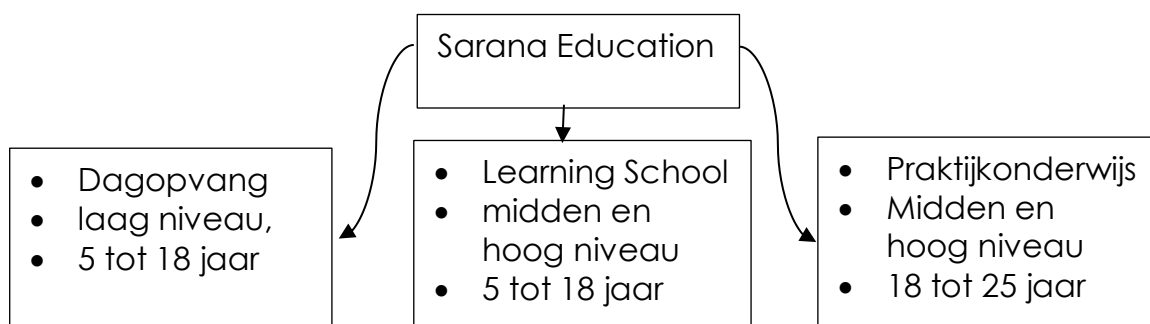 Sarana Education
• Dagopvang
• laag niveau,
• 5 tot 18 jaar
• Learning School
• midden en
hoog niveau
• 5 tot 18 jaar
• Praktijkonderwijs
• Midden en
hoog niveau
• 18 tot 25 jaar